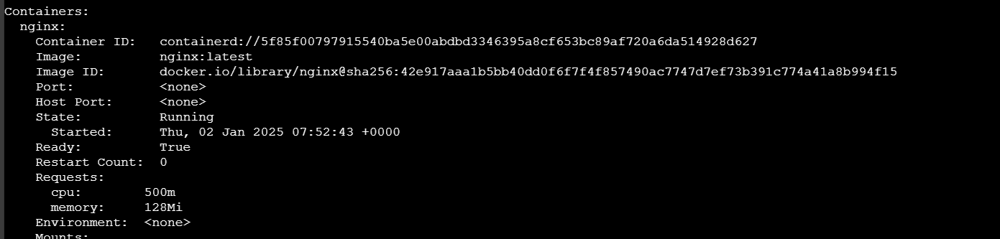 Containers:
  nginx:
    Container ID:   containerd://5f85f00797915540ba5e00abdbd3346395a8cf653bc89af720a6da514928d627
    Image:          nginx:latest
    Image ID:       docker.io/library/nginx@sha256:42e917aaa1b5bb40dd0f6f7f4f857490ac7747d7ef73b391c774a41a8b994f15
    Port:           <none>
    Host Port:      <none>
    State:          Running
      Started:      Thu, 02 Jan 2025 07:52:43 +0000
    Ready:          True
    Restart Count:  0
    Requests:
      cpu:        500m
      memory:     128Mi
    Environment:  <none>
    Mounts: